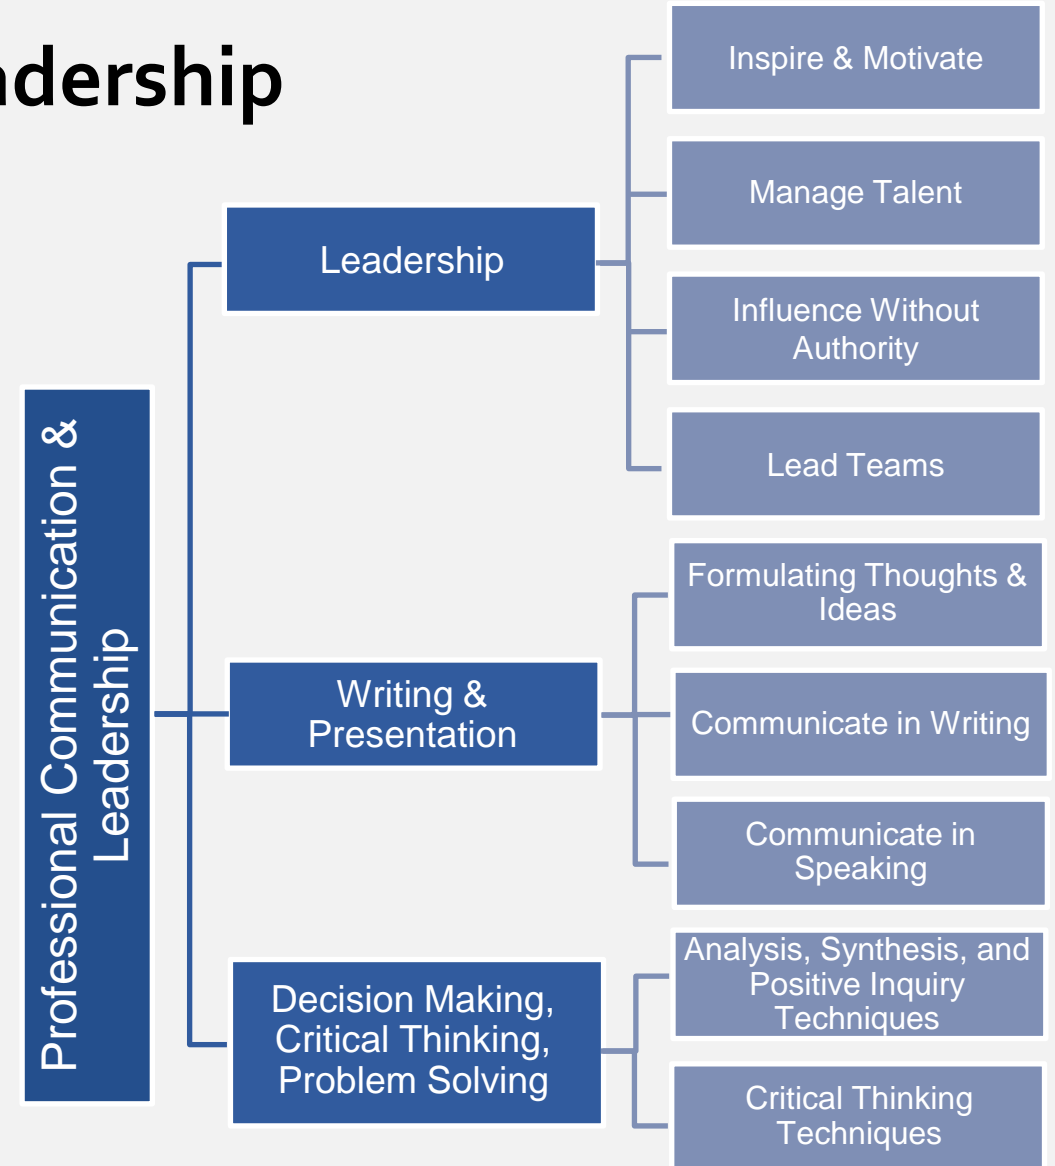 adership
Professional Communication &
Leadership
Leadership
Inspire & Motivate
Manage Talent
Influence Without
Authority
Lead Teams
Writing &
Presentation
Formulating Thoughts &
Ideas
Communicate in Writing
Communicate in
Speaking
Decision Making,
Critical Thinking,
Problem Solving
Analysis, Synthesis, and
Positive Inquiry
Techniques
Critical Thinking
Techniques